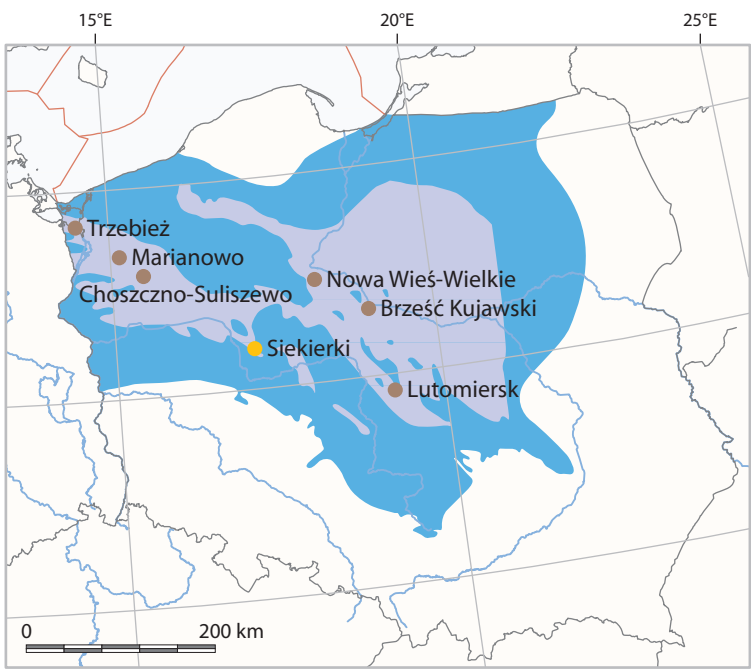 15°E
20°E
25°E
Trzebież
Marianowo
Choszczno-Suliszewo
Nowa Wieś-Wielkie
Brześć Kujawski
Siekierki
Lutomiersk
0
200 km